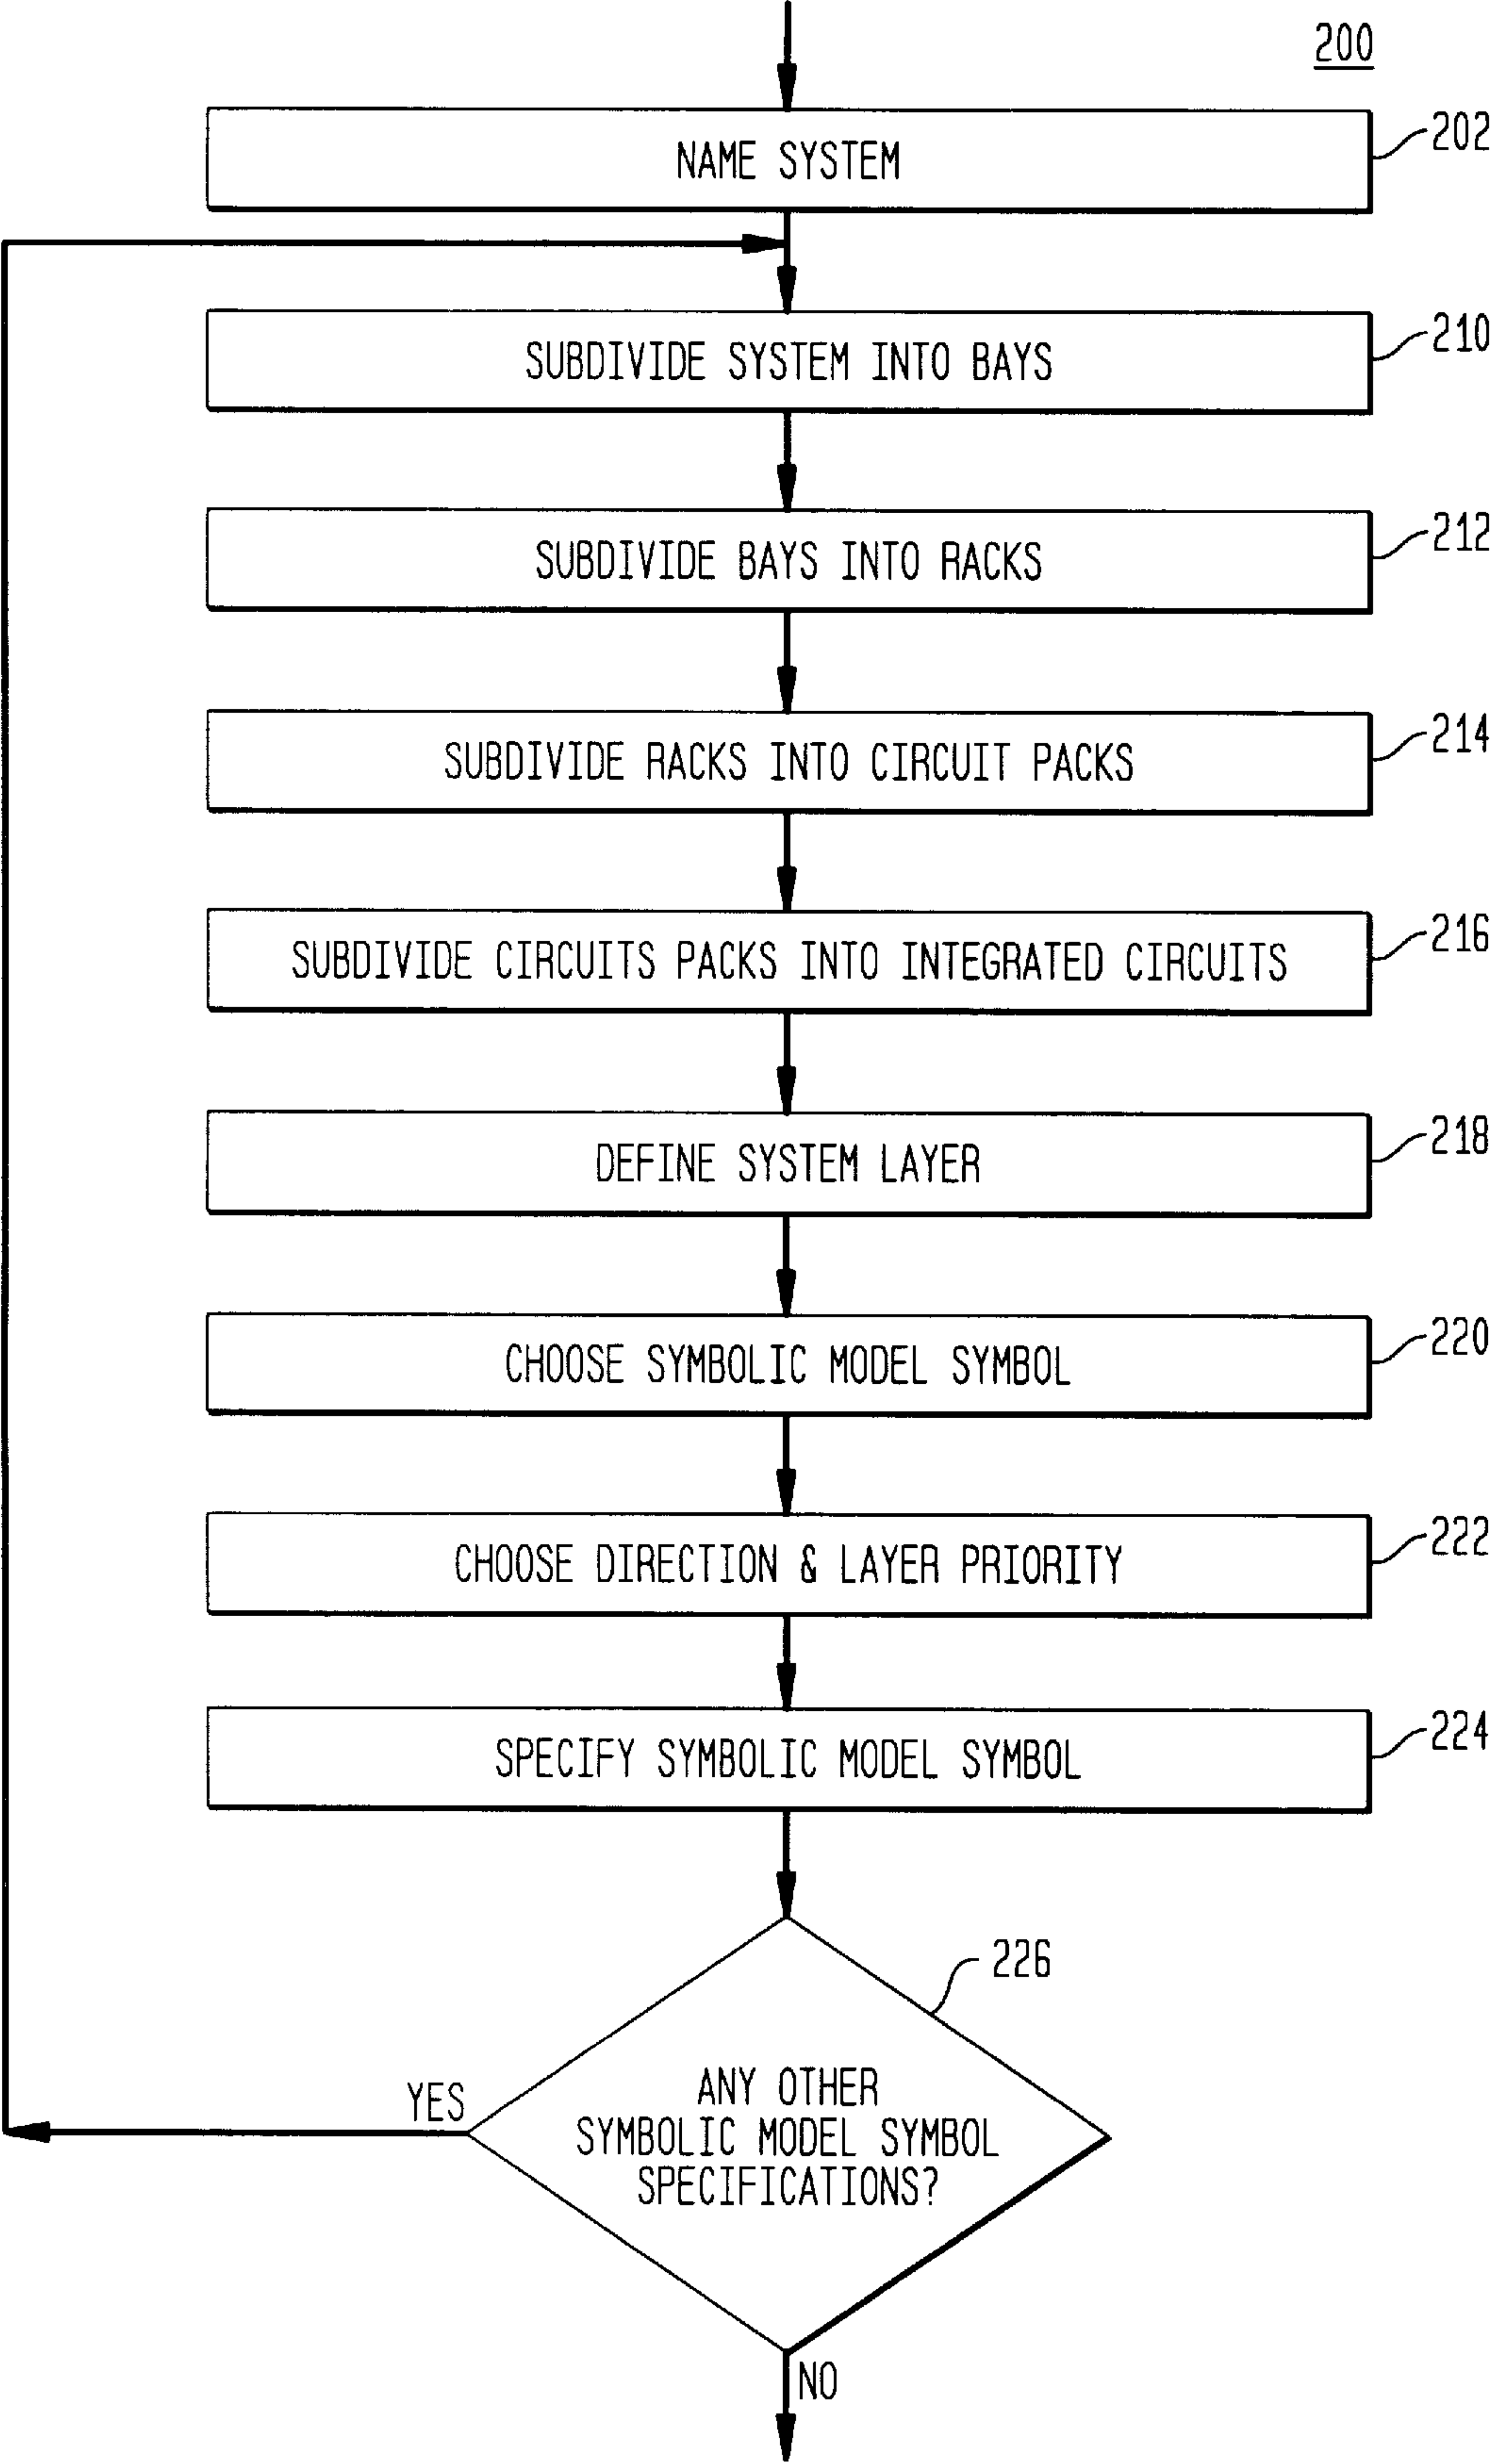 200
NAME SYSTEM
202
SUBDIVIDE SYSTEM INTO BAYS
210
SUBDIVIDE BAYS INTO RACKS
212
SUBDIVIDE RACKS INTO CIRCUIT PACKS
214
SUBDIVIDE CIRCUITS PACKS INTO INTEGRATED CIRCUITS
216
DEFINE SYSTEM LAYER
218
CHOOSE SYMBOLIC MODEL SYMBOL
220
CHOOSE DIRECTION & LAYER PRIORITY
222
SPECIFY SYMBOLIC MODEL SYMBOL
224
226
YES
ANY OTHER
SYMBOLIC MODEL SYMBOL
SPECIFICATIONS?
NO